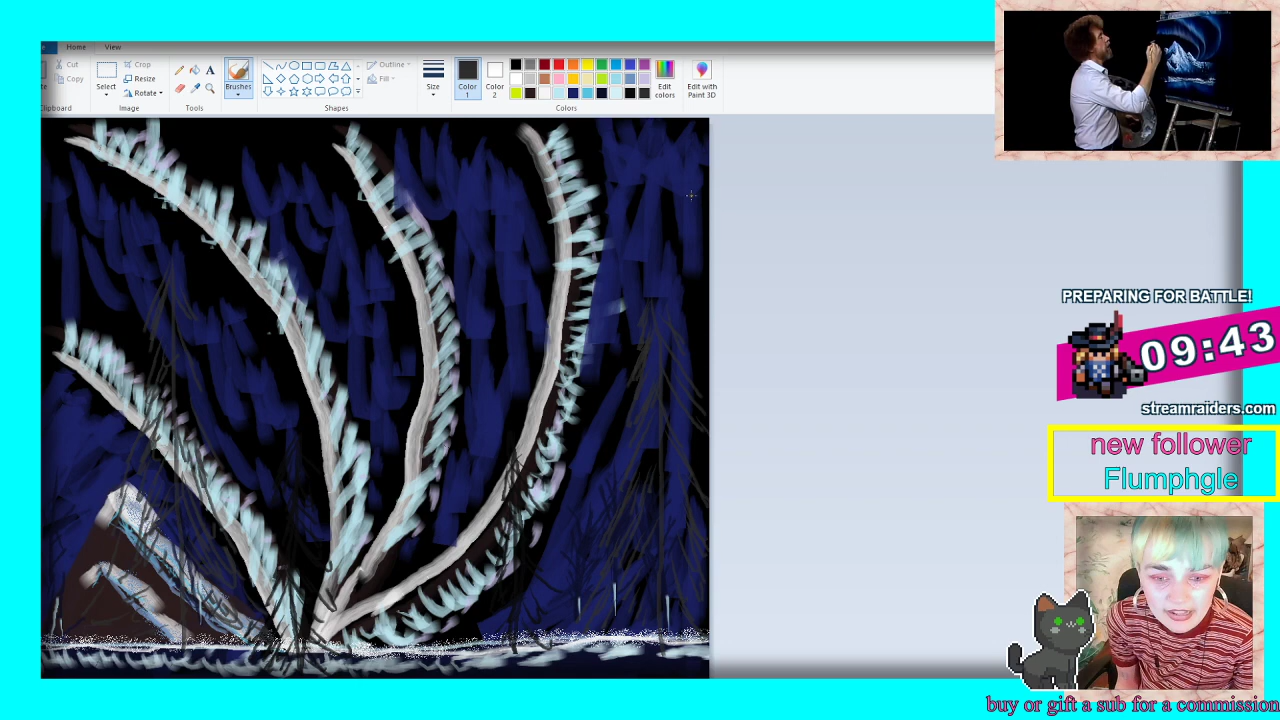 Home View
Cut
Copy
Clipboard
Select
Crop
Resize
Rotate
Image
Tools
Brushes
Shapes
Outline
Fill
Size
Color 1
Color 2
Colors
Edit colors
Edit with Paint 3D
PREPARING FOR BATTLE!
09:43
streamraiders.com
new follower
Flumphgle
buy or gift a sub for a commission